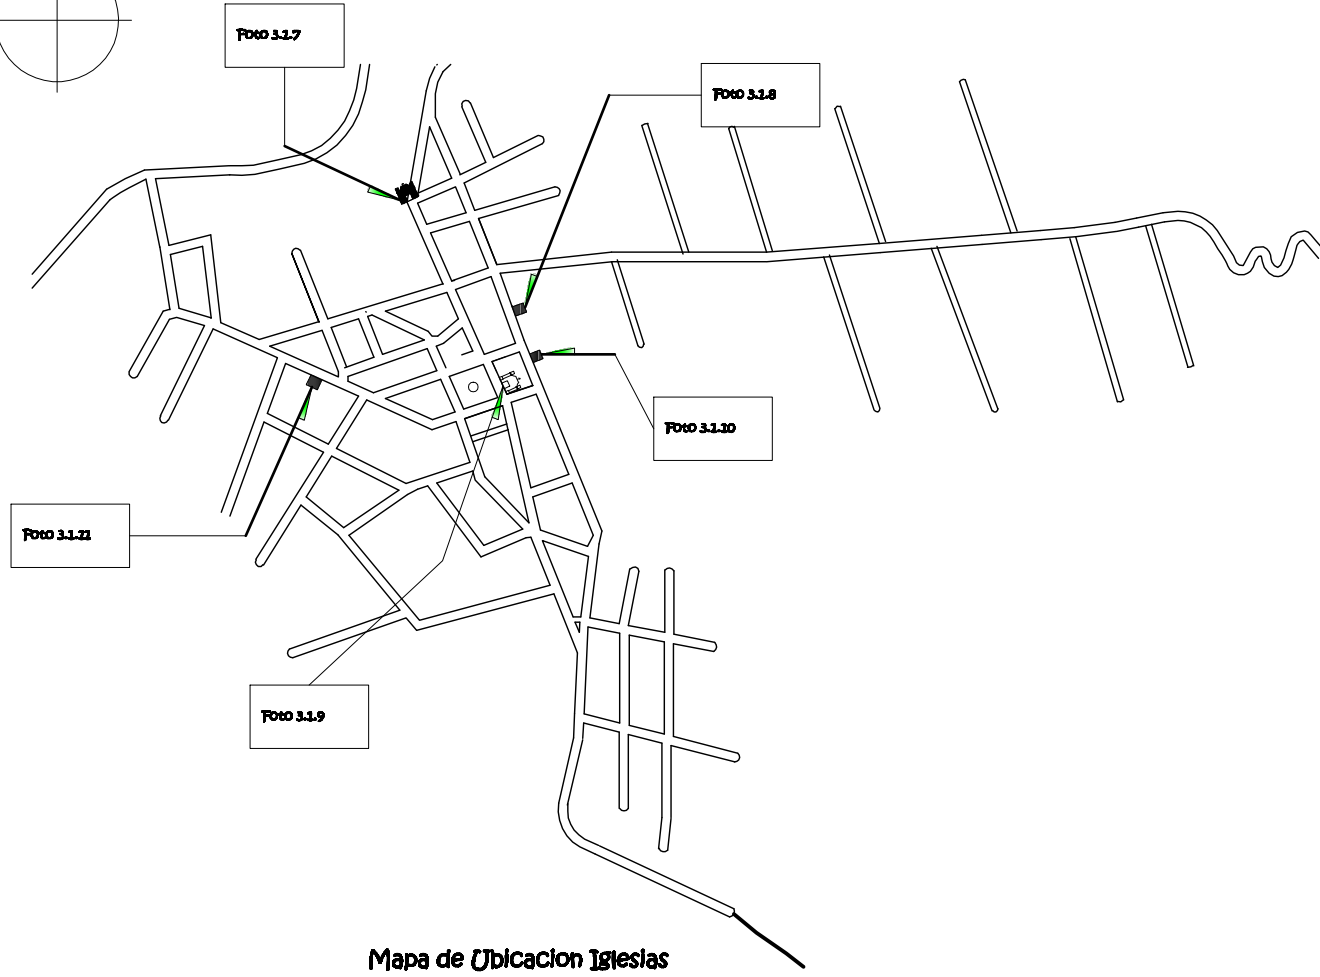 Foto 3.1.7
Foto 3.1.8
Foto 3.1.10
Foto 3.1.11
Foto 3.1.9
Mapa de Ubicacion Iglesias